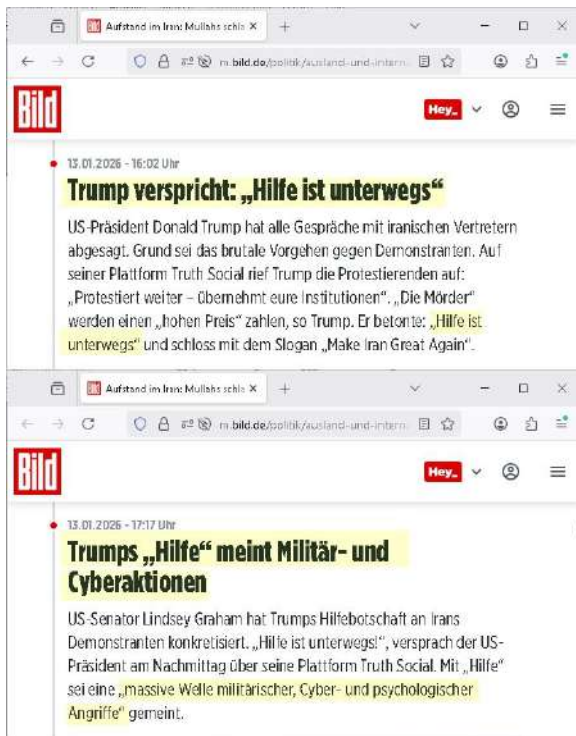 Aufstand im Iran: Mullahs schla
m.bild.de/politik/ausland-und-intern
Bild
Hey_
13.01.2026 - 16:02 Uhr
Trump verspricht: „Hilfe ist unterwegs“
US-Präsident Donald Trump hat alle Gespräche mit iranischen Vertretern
abgesagt. Grund sei das brutale Vorgehen gegen Demonstranten. Auf
seiner Plattform Truth Social rief Trump die Protestierenden auf:
„Protestiert weiter – übernehmt eure Institutionen“. „Die Mörder“
werden einen „hohen Preis“ zahlen, so Trump. Er betonte: „Hilfe ist
unterwegs“ und schloss mit dem Slogan „Make Iran Great Again“.
Aufstand im Iran: Mullahs schla
m.bild.de/politik/ausland-und-intern
Bild
Hey_
13.01.2026 - 17:17 Uhr
Trumps „Hilfe“ meint Militär- und
Cyberaktionen
US-Senator Lindsey Graham hat Trumps Hilfebotschaft an Irans
Demonstranten konkretisiert. „Hilfe ist unterwegs!“, versprach der US-
Präsident am Nachmittag über seine Plattform Truth Social. Mit „Hilfe“
sei eine „massive Welle militärischer, Cyber- und psychologischer
Angriffe“ gemeint.